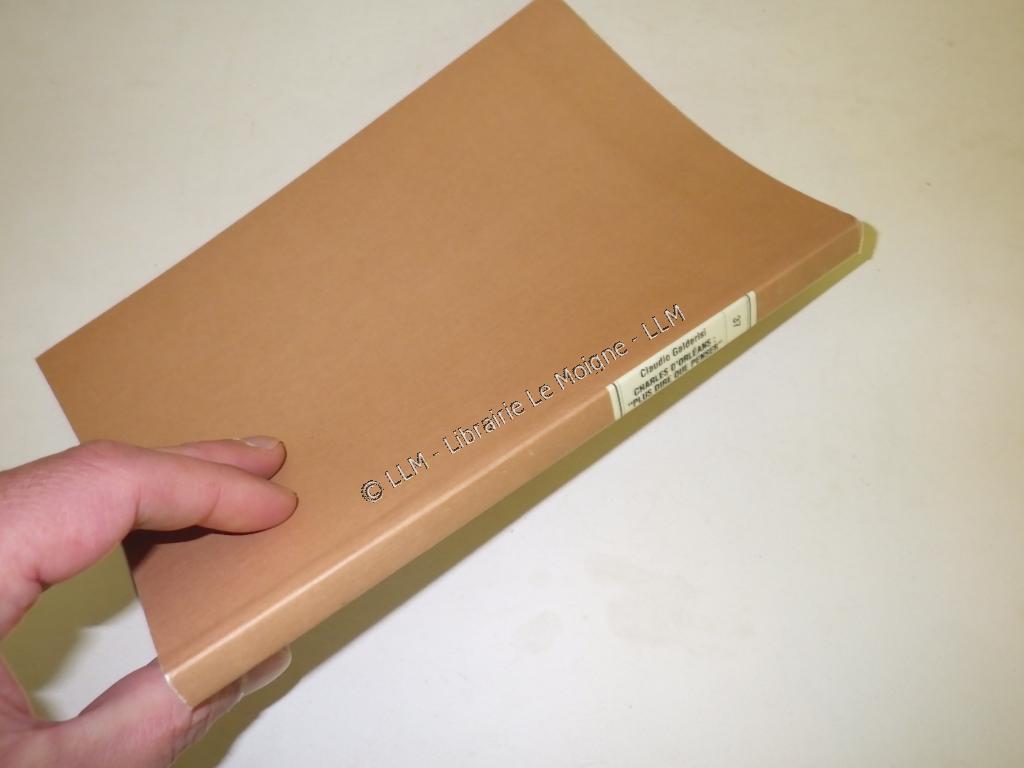 Claudio Galderisi
CHARLES D'ORLÉANS :
"PLUS DIRE QUE PENSER"
© LLM - Librairie Le Moigne - LLM